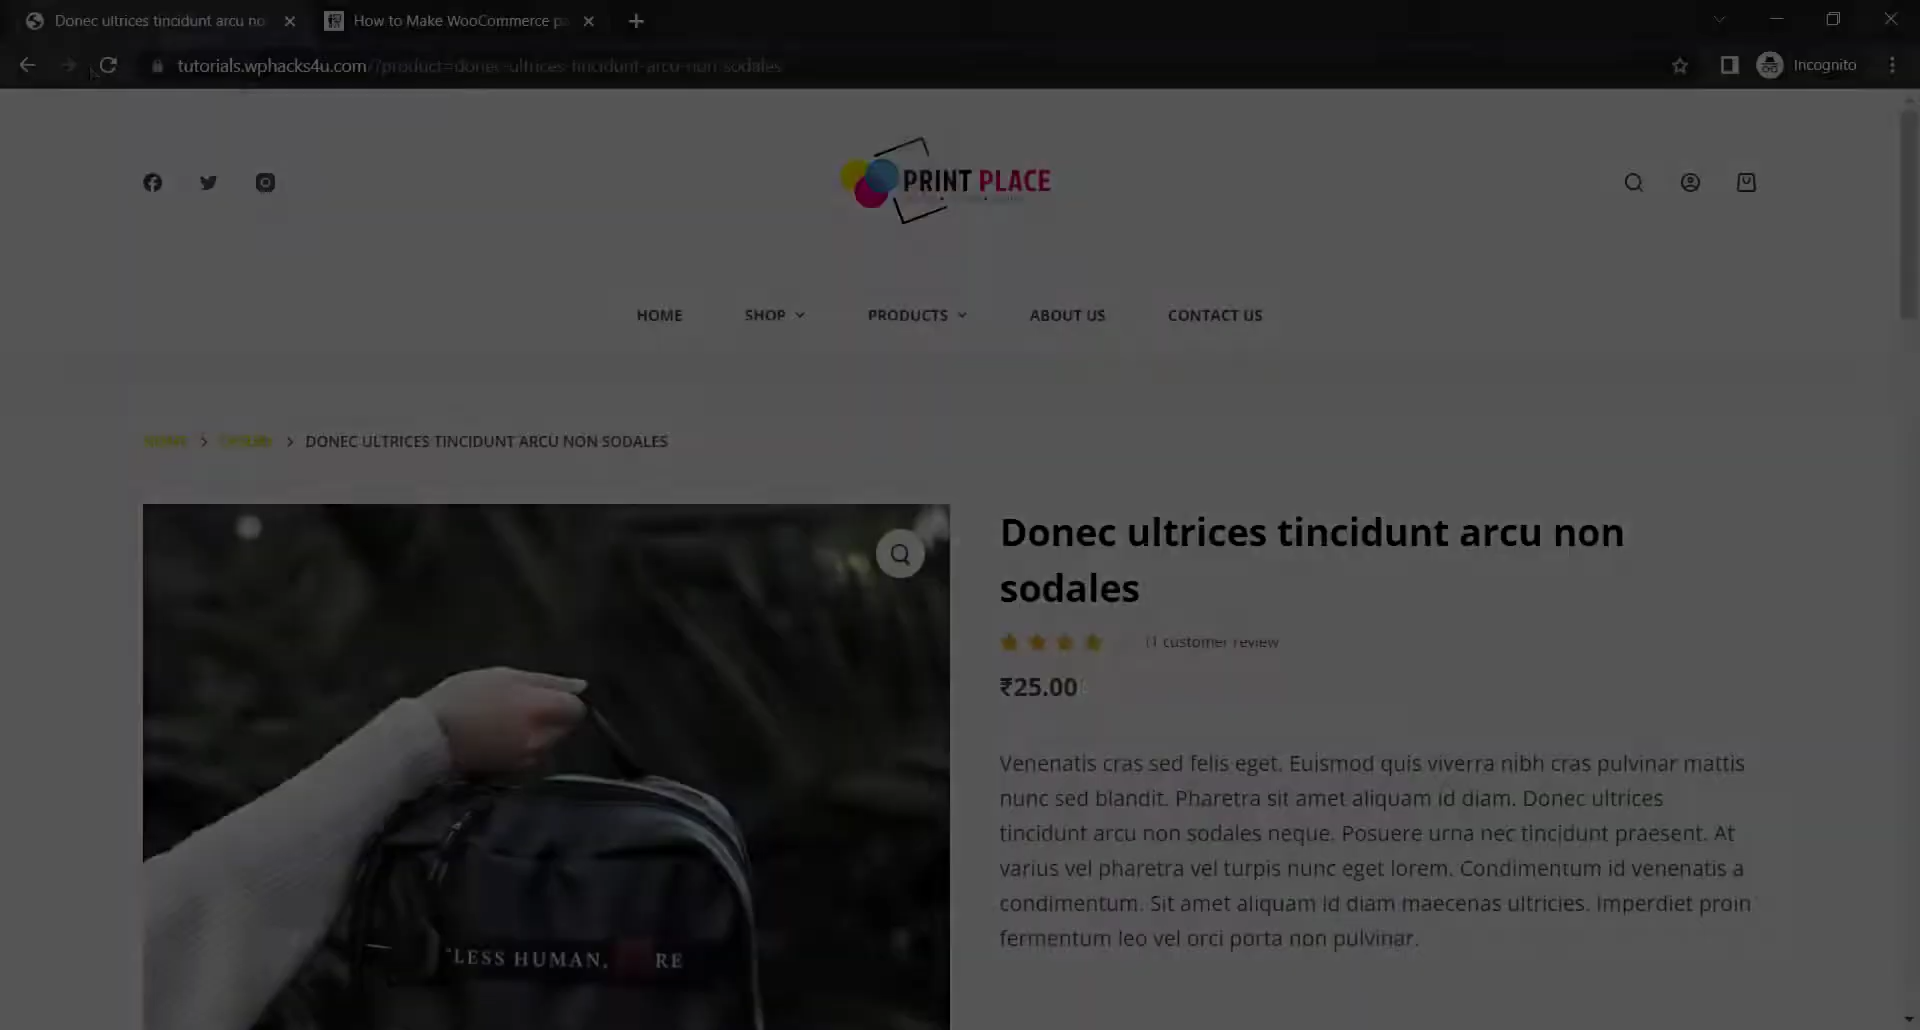 Donec ultrices tincidunt arcu no
How to Make WooCommerce pa
tutorials.wphacks4u.com//product=donec-ultrices-tincidunt-arcu-non-sodales
Incognito
PRINT PLACE
HOME
SHOP
PRODUCTS
ABOUT US
CONTACT US
HOME
DONEC ULTRICES TINCIDUNT ARCU NON SODALES
Donec ultrices tincidunt arcu non
sodales
(1 customer review
₹25.00
Venenatis cras sed felis eget. Euismod quis viverra nibh cras pulvinar mattis
nunc sed blandit. Pharetra sit amet aliquam id diam. Donec ultrices
tincidunt arcu non sodales neque. Posuere urna nec tincidunt praesent. At
varius vel pharetra vel turpis nunc eget lorem. Condimentum id venenatis a
condimentum. Sit amet aliquam id diam maecenas ultricies. Imperdiet proin
fermentum leo vel orci porta non pulvinar.
"LESS HUMAN, RE